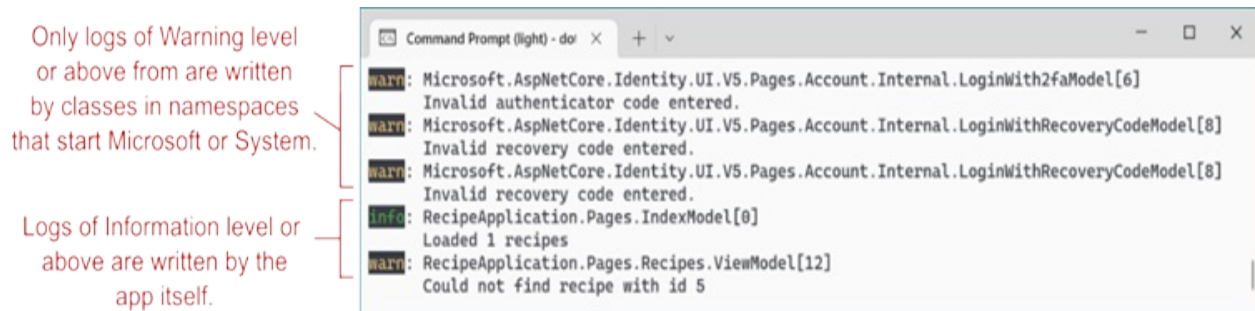 Only logs of Warning level
or above from are written
by classes in namespaces
that start Microsoft or System.
Logs of Information level or
above are written by the
app itself.
Command Prompt (light) - do
warn: Microsoft.AspNetCore.Identity.UI.V5.Pages.Account.Internal.LoginWith2faModel[6]
Invalid authenticator code entered.
warn: Microsoft.AspNetCore.Identity.UI.V5.Pages.Account.Internal.LoginWithRecoveryCodeModel[8]
Invalid recovery code entered.
warn: Microsoft.AspNetCore.Identity.UI.V5.Pages.Account.Internal.LoginWithRecoveryCodeModel[8]
Invalid recovery code entered.
info: RecipeApplication.Pages.IndexModel[0]
Loaded 1 recipes
warn: RecipeApplication.Pages.Recipes.ViewModel[12]
Could not find recipe with id 5